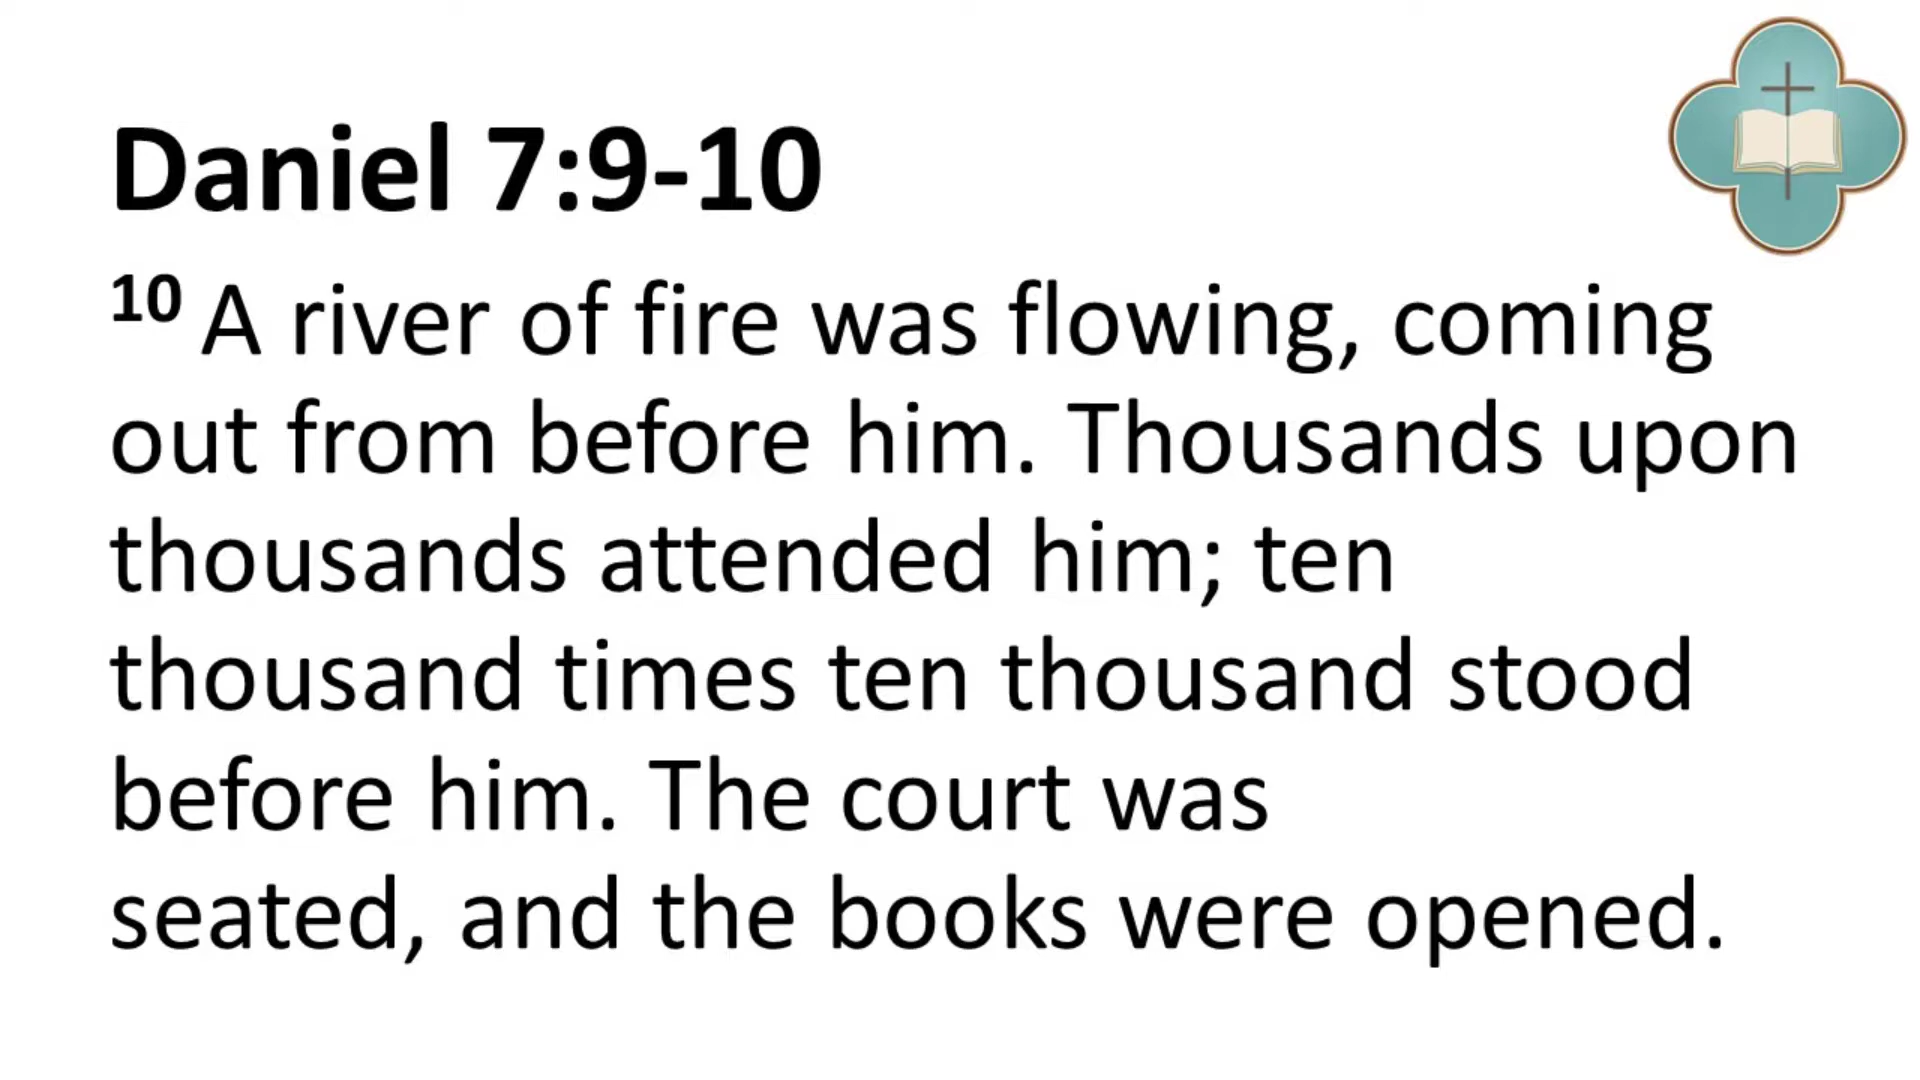 Daniel 7:9-10
10 A river of fire was flowing, coming
out from before him. Thousands upon
thousands attended him; ten
thousand times ten thousand stood
before him. The court was
seated, and the books were opened.